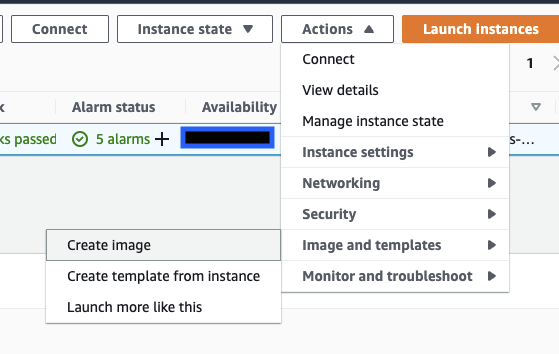 Connect
Instance state
Actions
Launch Instances
1
Alarm status
Availability
ks passed
5 alarms
s-...
Connect
View details
Manage instance state
Instance settings
Networking
Security
Image and templates
Monitor and troubleshoot
Create image
Create template from instance
Launch more like this